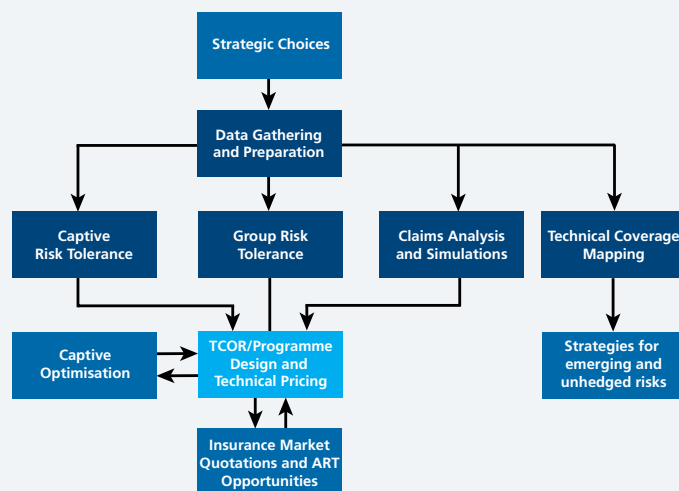 Strategic Choices
Data Gathering
and Preparation
Captive
Risk Tolerance
Group Risk
Tolerance
Claims Analysis
and Simulations
Technical Coverage
Mapping
Captive
Optimisation
TCOR/Programme
Design and
Technical Pricing
Strategies for
emerging and
unhedged risks
Insurance Market
Quotations and ART
Opportunities